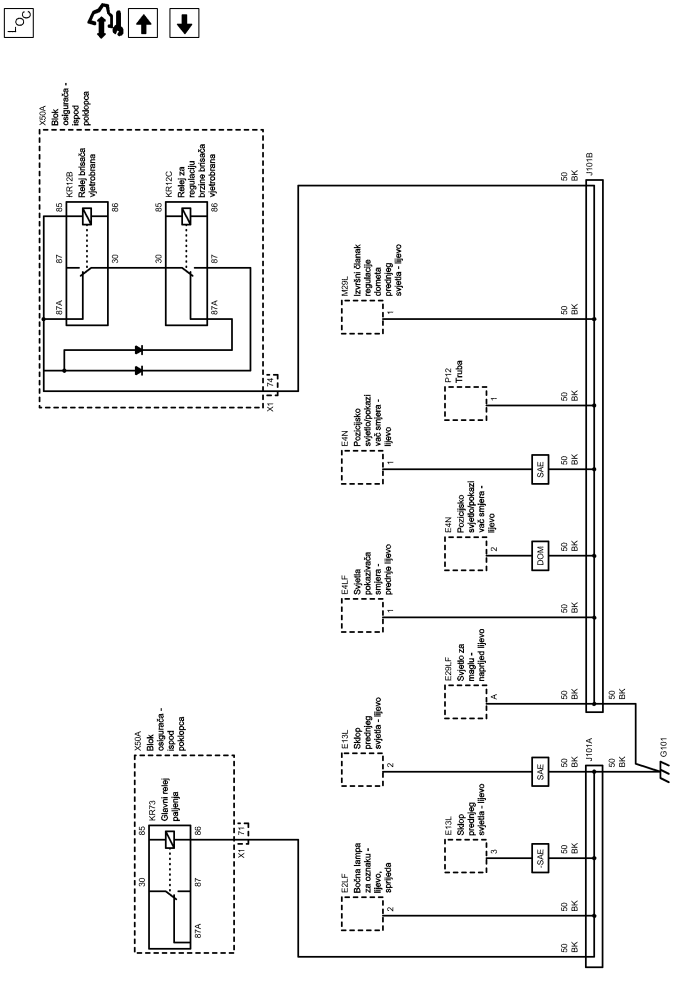 LOC
X50A
Blok
osigurača -
ispod
poklopca
KR73
Glavni relej
paljenja
85
86
30
87
87A
X1
71
X50A
Blok
osigurača -
ispod
poklopca
KR12B
Relej brisača
vjetrobrana
85
86
87
30
87A
KR12C
Relej za
regulaciju
brzine brisača
vjetrobrana
85
86
30
87
87A
X1
74
E2LF
Bočna lampa
za oznaku -
lijevo,
sprijeda
2
E13L
Sklop
prednjeg
svjetla - lijevo
3
-SAE
E13L
Sklop
prednjeg
svjetla - lijevo
2
SAE
E29LF
Svjetlo za
maglu -
naprijed lijevo
A
E4LF
Svjetla
pokazivača
smjera -
prednje lijevo
1
E4N
Pozicijsko
svjetlo/pokazi
vač smjera -
lijevo
2
DOM
E4N
Pozicijsko
svjetlo/pokazi
vač smjera -
lijevo
1
SAE
P12
Truba
1
M29L
Izvršni članak
regulacije
dometa
prednjeg
svjetla - lijevo
1
50
BK
50
BK
50
BK
50
BK
J101A
50
BK
50
BK
50
BK
50
BK
50
BK
50
BK
50
BK
50
BK
50
BK
J101B
G101